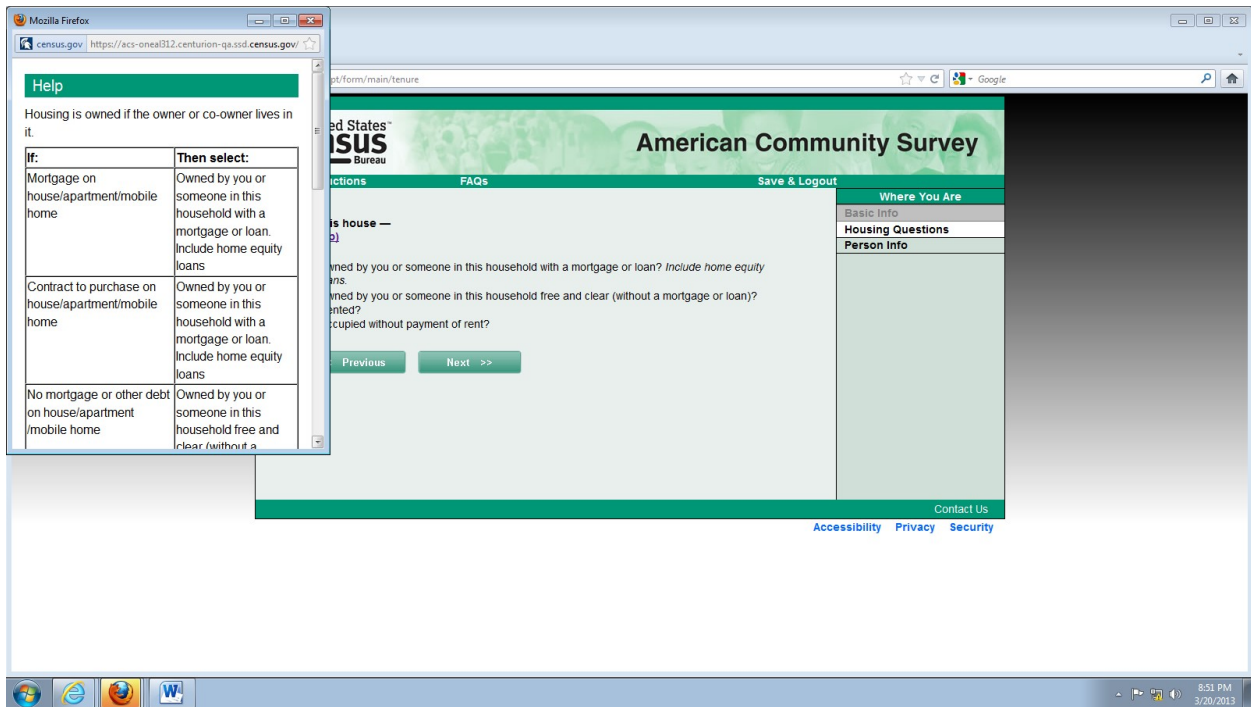 Mozilla Firefox
census.gov https://acs-oneal312.centurion-qa.ssd.census.gov/
Help
Housing is owned if the owner or co-owner lives in
it.
If: Then select:
Mortgage on
house/apartment/mobile
home
Owned by you or
someone in this
household with a
mortgage or loan.
Include home equity
loans
Contract to purchase on
house/apartment/mobile
home
Owned by you or
someone in this
household with a
mortgage or loan.
Include home equity
loans
No mortgage or other debt
on house/apartment
/mobile home
Owned by you or
someone in this
household free and
clear (without a
pt/form/main/tenure
Google
ed States™
nsus
Bureau
American Community Survey
ctions FAQs Save & Logout
is house —
p)
wned by you or someone in this household with a mortgage or loan? Include home equity
ans.
wned by you or someone in this household free and clear (without a mortgage or loan)?
ented?
ccupied without payment of rent?
Previous Next >>
Where You Are
Basic Info
Housing Questions
Person Info
Contact Us
Accessibility Privacy Security
8:51 PM
3/20/2013